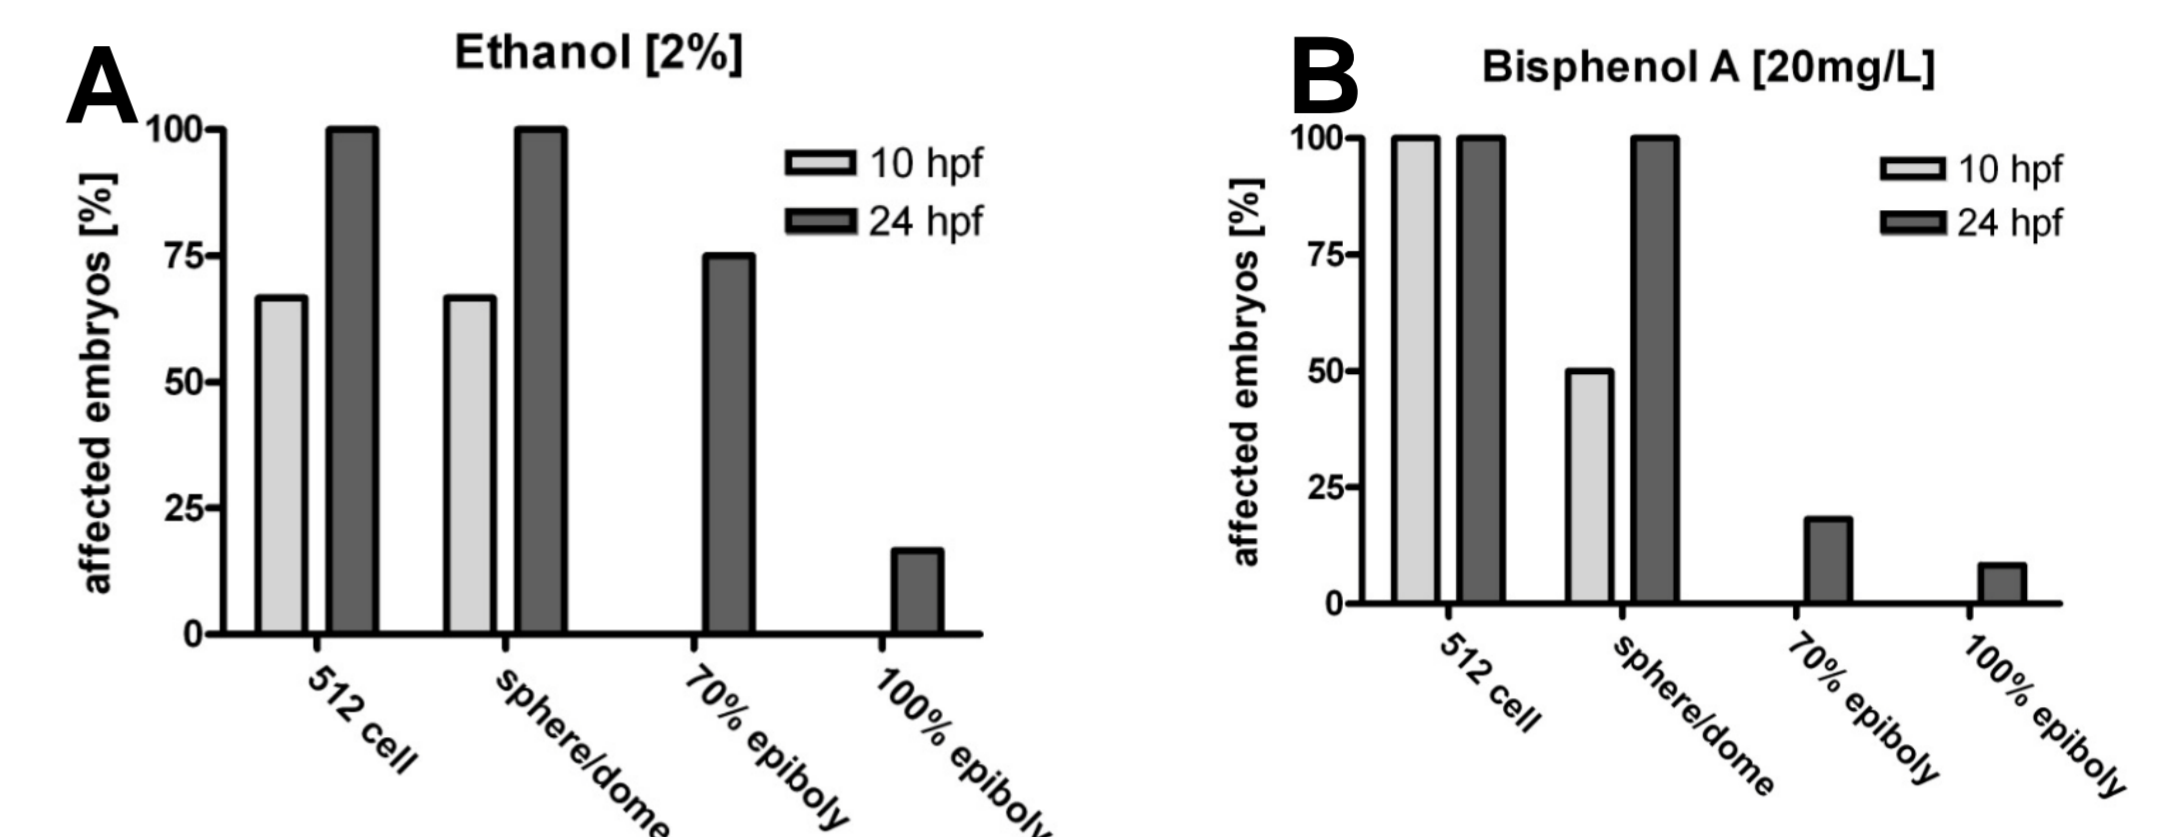 A
Ethanol [2%]
affected embryos [%]
100
75
50
25
0
10 hpf
24 hpf
512 cell
sphere/dome
70% epiboly
100% epiboly
B
Bisphenol A [20mg/L]
affected embryos [%]
100
75
50
25
0
10 hpf
24 hpf
512 cell
sphere/dome
70% epiboly
100% epiboly